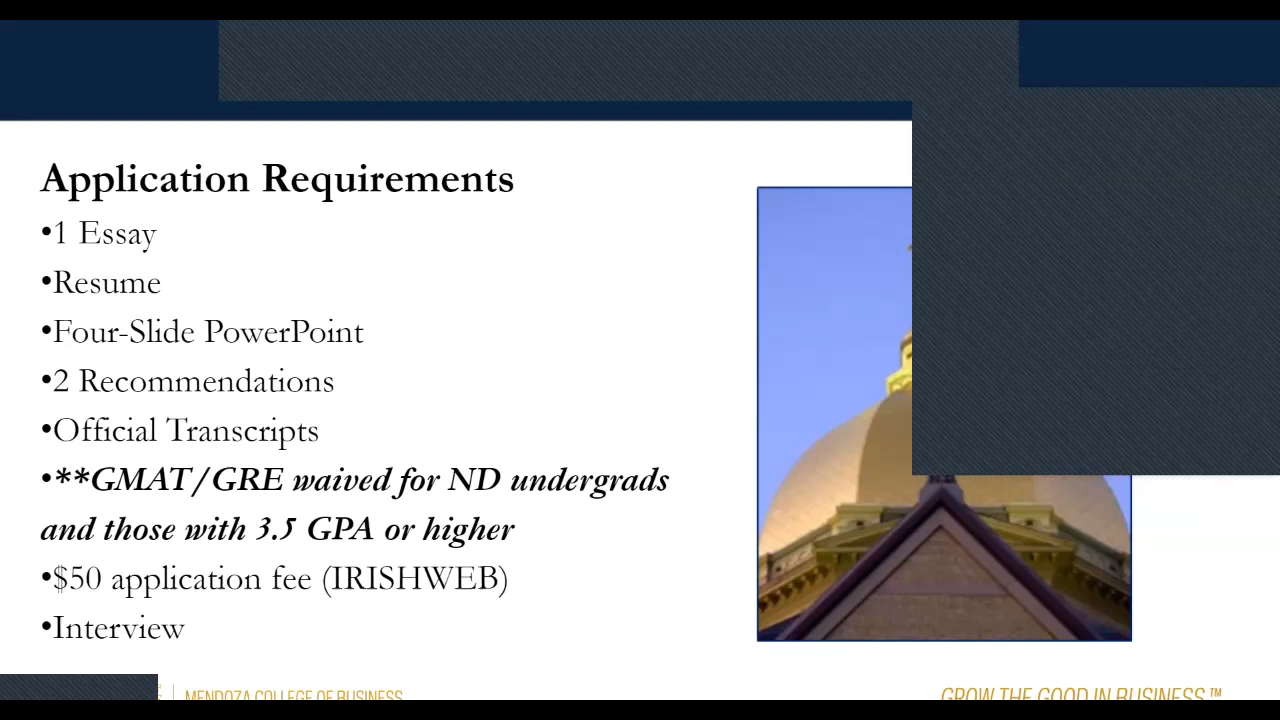 Application Requirements
•1 Essay
•Resume
•Four-Slide PowerPoint
•2 Recommendations
•Official Transcripts
•**GMAT/GRE waived for ND undergrads
and those with 3.5 GPA or higher
•$50 application fee (IRISHWEB)
•Interview
MENDOZA COLLEGE OF BUSINESS
GROW THE GOOD IN BUSINESS™